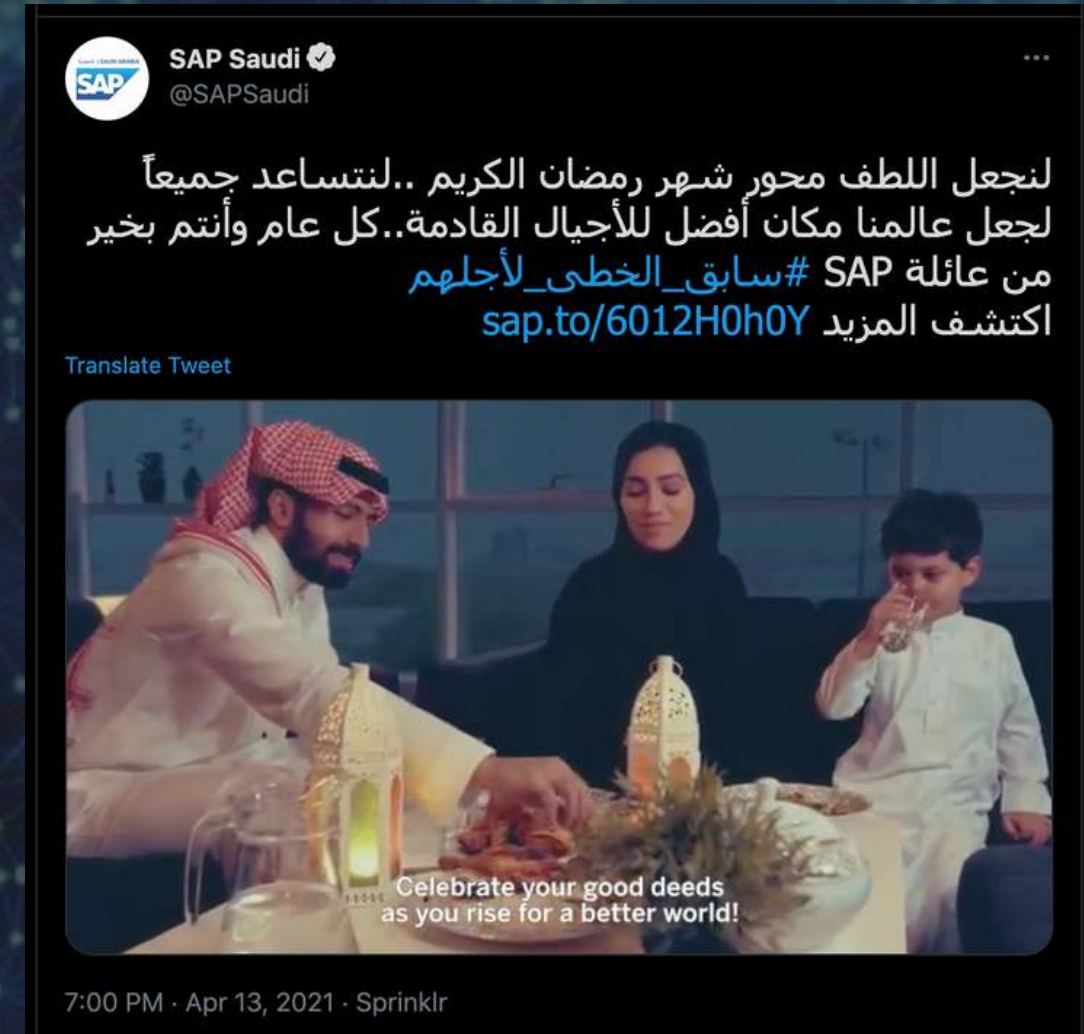 SAP Saudi
@SAPSaudi
SAP
لنجعل اللطف محور شهر رمضان الكريم ..لنتساعد جميعاً
لجعل عالمنا مكان أفضل للأجيال القادمة..كل عام وأنتم بخير
من عائلة SAP #سابق_الخطى_لأجلهم
اكتشف المزيد sap.to/6012H0h0Y
Translate Tweet
Celebrate your good deeds
as you rise for a better world!
7:00 PM · Apr 13, 2021 · Sprinklr